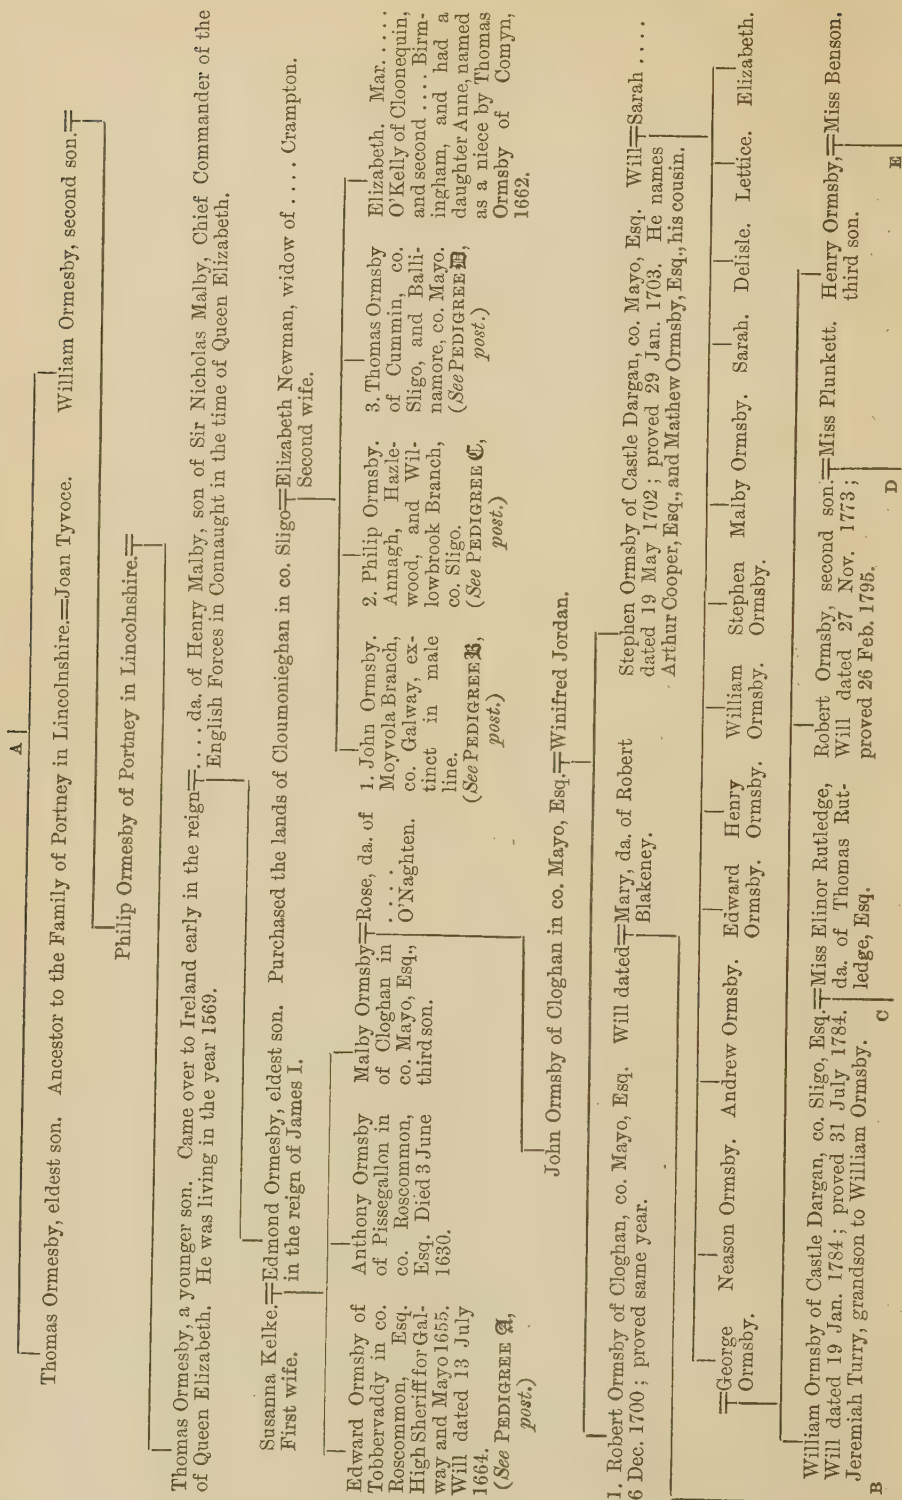 A
Thomas Ormesby, eldest son. Ancestor to the Family of Portney in Lincolnshire.=Joan Tyvoce.
William Ormesby, second son.=
Philip Ormesby of Portney in Lincolnshire.=
Thomas Ormesby, a younger son. Came over to Ireland early in the reign
of Queen Elizabeth. He was living in the year 1569.
=.... da. of Henry Malby, son of Sir Nicholas Malby, Chief Commander of the
English Forces in Connaught in the time of Queen Elizabeth.
Susanna Kelke.
First wife.
=Edmond Ormesby, eldest son. Purchased the lands of Cloumonieghan in co. Sligo
in the reign of James I.
=Elizabeth Newman, widow of .... Crampton.
Second wife.
Edward Ormsby of
Tobbervaddy in co.
Roscommon, Esq.
High Sheriff for Gal-
way and Mayo 1655.
Will dated 13 July
1664.
(See PEDIGREE A,
post.)
Anthony Ormsby
of Pissegallon in
co. Roscommon,
Esq. Died 3 June
1630.
Malby Ormsby
of Cloghan in
co. Mayo, Esq.,
third son.
=Rose, da. of
.....
O'Naghten.
1. John Ormsby.
Moyvola Branch,
co. Galway, ex-
tinct in male
line.
(See PEDIGREE B,
post.)
2. Philip Ormsby.
Annagh, Hazle-
wood, and Wil-
lowbrook Branch,
co. Sligo.
(See PEDIGREE C,
post.)
3. Thomas Ormsby
of Cummin, co.
Sligo, and Balli-
namore, co. Mayo.
(See PEDIGREE D,
post.)
Elizabeth. Mar.....
O'Kelly of Cloonequin,
and second .... Birm-
ingham, and had a
daughter Anne, named
as a niece by Thomas
Ormsby of Comyn,
1662.
John Ormsby of Cloghan in co. Mayo, Esq.=Winifred Jordan.
1. Robert Ormsby of Cloghan, co. Mayo, Esq. Will dated
6 Dec. 1700; proved same year.
=Mary, da. of Robert
Blakeney.
Stephen Ormsby of Castle Dargan, co. Mayo, Esq. Will
dated 19 May 1702; proved 29 Jan. 1703. He names
Arthur Cooper, Esq., and Mathew Ormsby, Esq., his cousin.
=Sarah ....
=George
Ormsby.
Neason Ormsby.
Andrew Ormsby.
Edward
Ormsby.
Henry
Ormsby.
William
Ormsby.
Stephen
Ormsby.
Malby Ormsby.
Sarah.
Delisle.
Lettice.
Elizabeth.
William Ormsby of Castle Dargan, co. Sligo, Esq.
Will dated 19 Jan. 1784; proved 31 July 1784.
Jeremiah Turry, grandson to William Ormsby.
=Miss Elinor Rutledge,
da. of Thomas Rut-
ledge, Esq.
Robert Ormsby, second son.
Will dated 27 Nov. 1773;
proved 26 Feb. 1795.
=Miss Plunkett.
Henry Ormsby,
third son.
=Miss Benson.
B
C
D
E